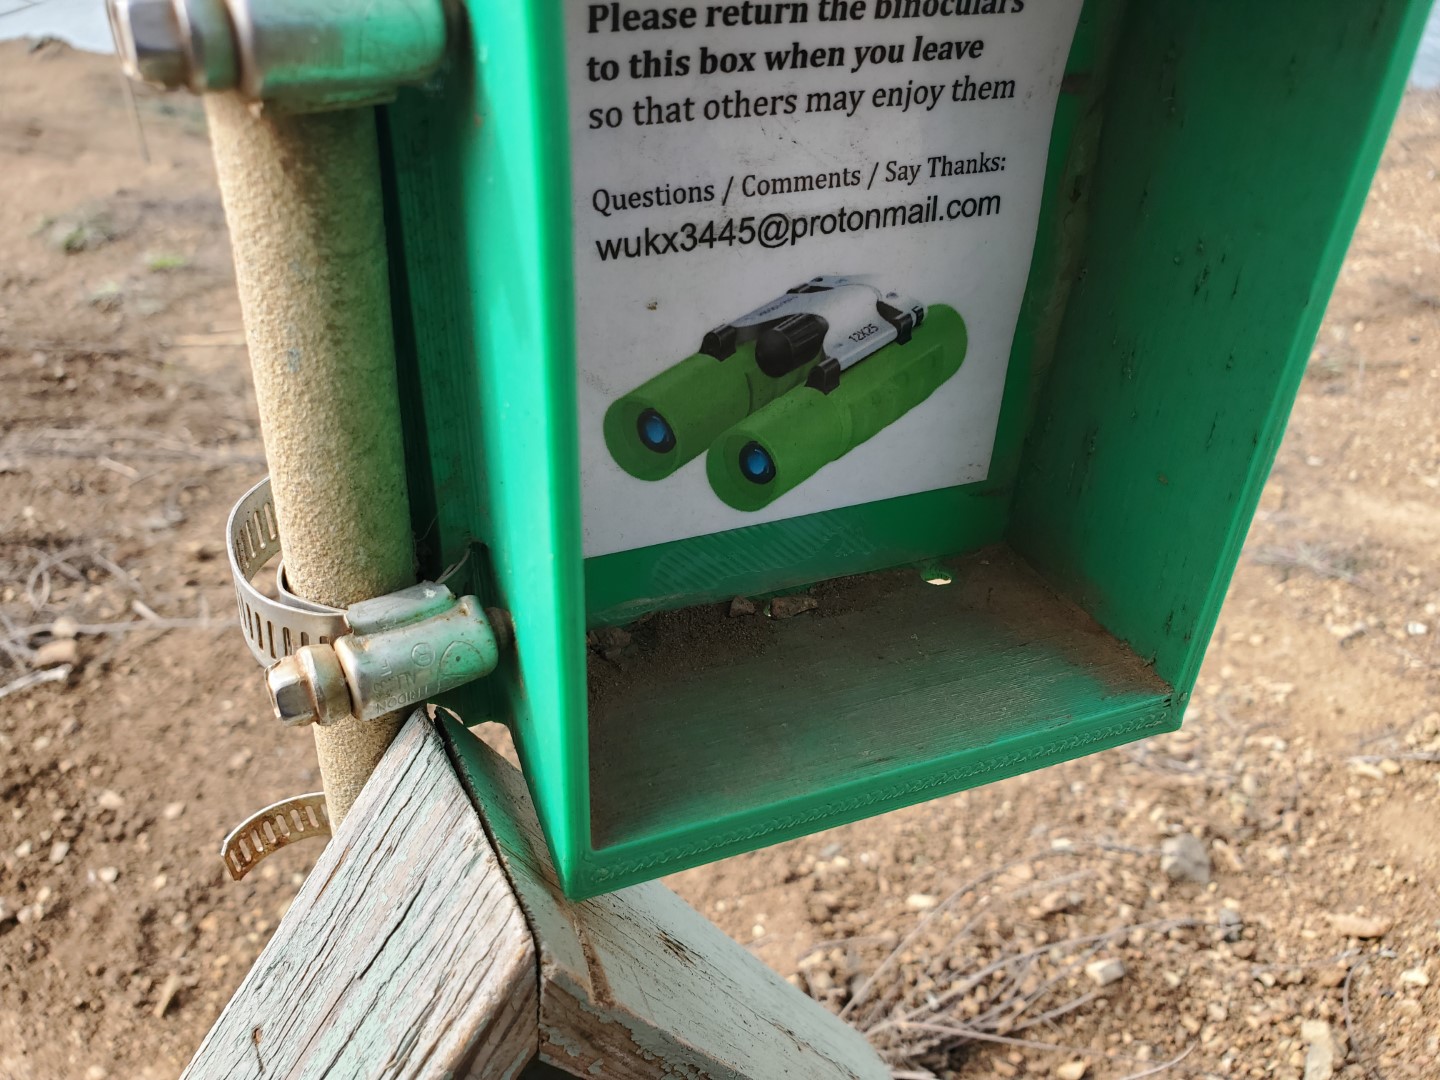 Please return the binoculars
to this box when you leave
so that others may enjoy them
Questions / Comments / Say Thanks:
wukx3445@protonmail.com
12X25